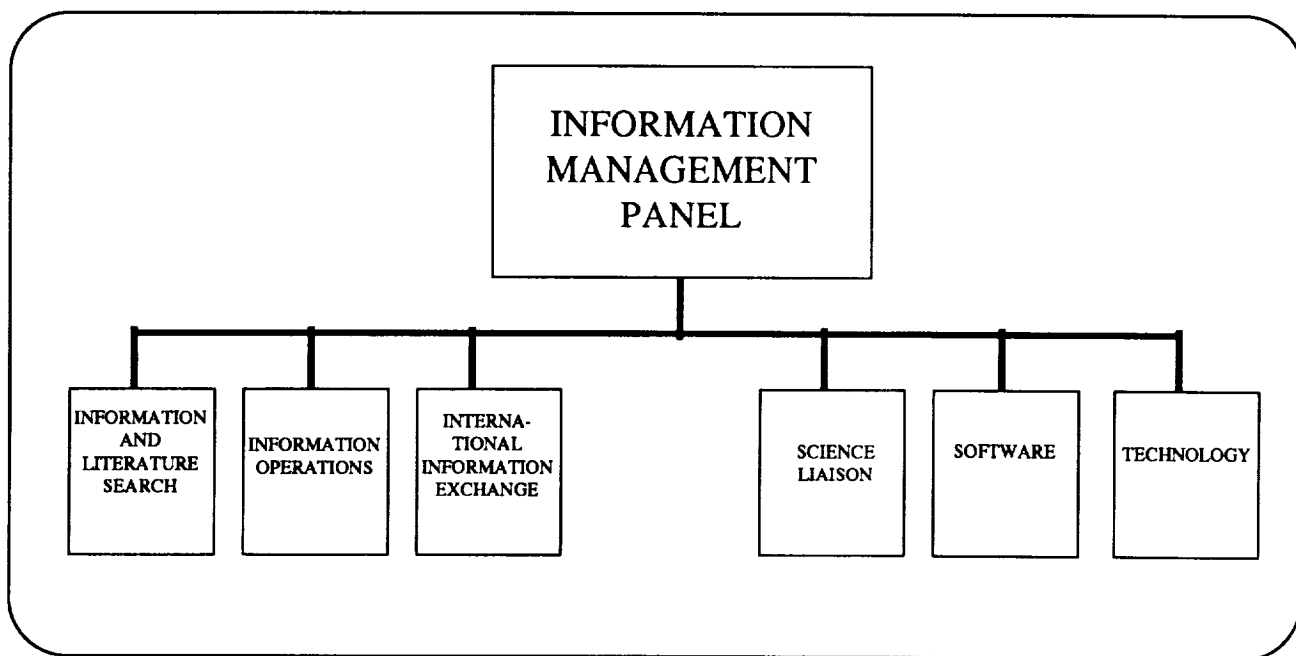 INFORMATION
MANAGEMENT
PANEL
INFORMATION
AND
LITERATURE
SEARCH
INFORMATION
OPERATIONS
INTERNA-
TIONAL
INFORMATION
EXCHANGE
SCIENCE
LIAISON
SOFTWARE
TECHNOLOGY